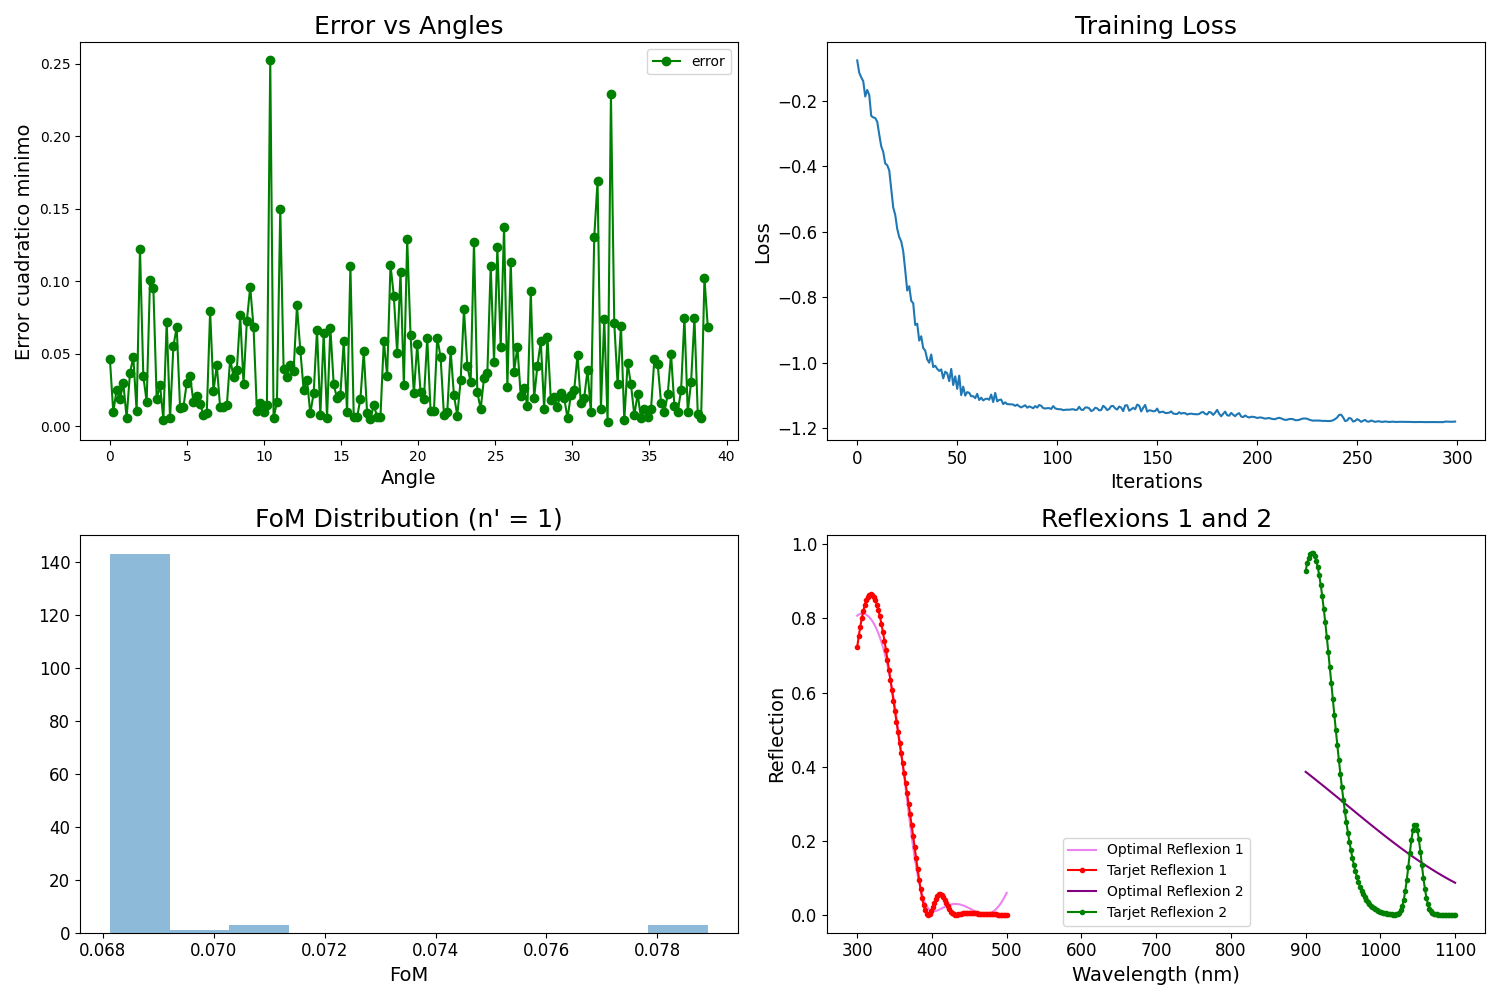 Error vs Angles
error
Error cuadratico minimo
0.25
0.20
0.15
0.10
0.05
0.00
0 5 10 15 20 25 30 35 40
Angle
Training Loss
Loss
−0.2
−0.4
−0.6
−0.8
−1.0
−1.2
0 50 100 150 200 250 300
Iterations
FoM Distribution (n' = 1)
140
120
100
80
60
40
20
0
0.068 0.070 0.072 0.074 0.076 0.078
FoM
Reflexions 1 and 2
Reflection
1.0
0.8
0.6
0.4
0.2
0.0
Optimal Reflexion 1
Tarjet Reflexion 1
Optimal Reflexion 2
Tarjet Reflexion 2
300 400 500 600 700 800 900 1000 1100
Wavelength (nm)